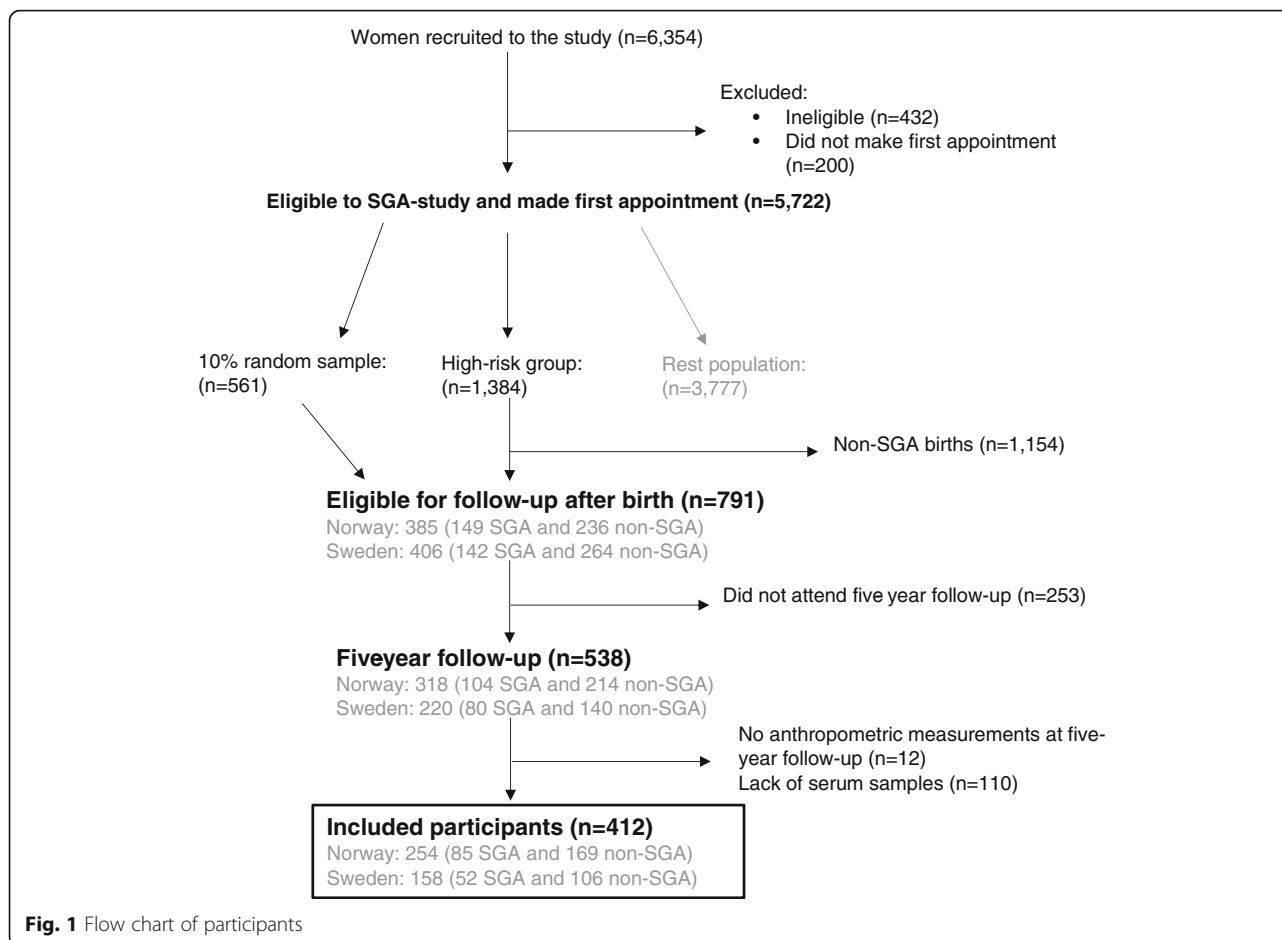 Women recruited to the study (n=6,354)
Excluded:
• Ineligible (n=432)
• Did not make first appointment
(n=200)
Eligible to SGA-study and made first appointment (n=5,722)
10% random sample:
(n=561)
High-risk group:
(n=1,384)
Rest population:
(n=3,777)
Non-SGA births (n=1,154)
Eligible for follow-up after birth (n=791)
Norway: 385 (149 SGA and 236 non-SGA)
Sweden: 406 (142 SGA and 264 non-SGA)
Did not attend five year follow-up (n=253)
Fiveyear follow-up (n=538)
Norway: 318 (104 SGA and 214 non-SGA)
Sweden: 220 (80 SGA and 140 non-SGA)
No anthropometric measurements at five-
year follow-up (n=12)
Lack of serum samples (n=110)
Included participants (n=412)
Norway: 254 (85 SGA and 169 non-SGA)
Sweden: 158 (52 SGA and 106 non-SGA)
Fig. 1 Flow chart of participants